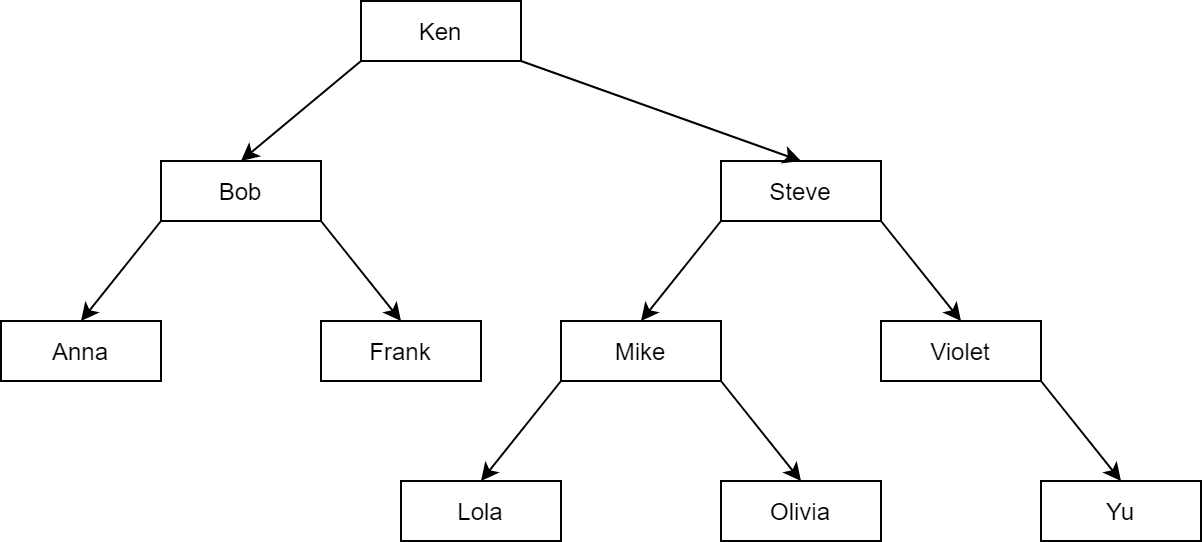 Ken
Bob
Steve
Anna
Frank
Mike
Violet
Lola
Olivia
Yu